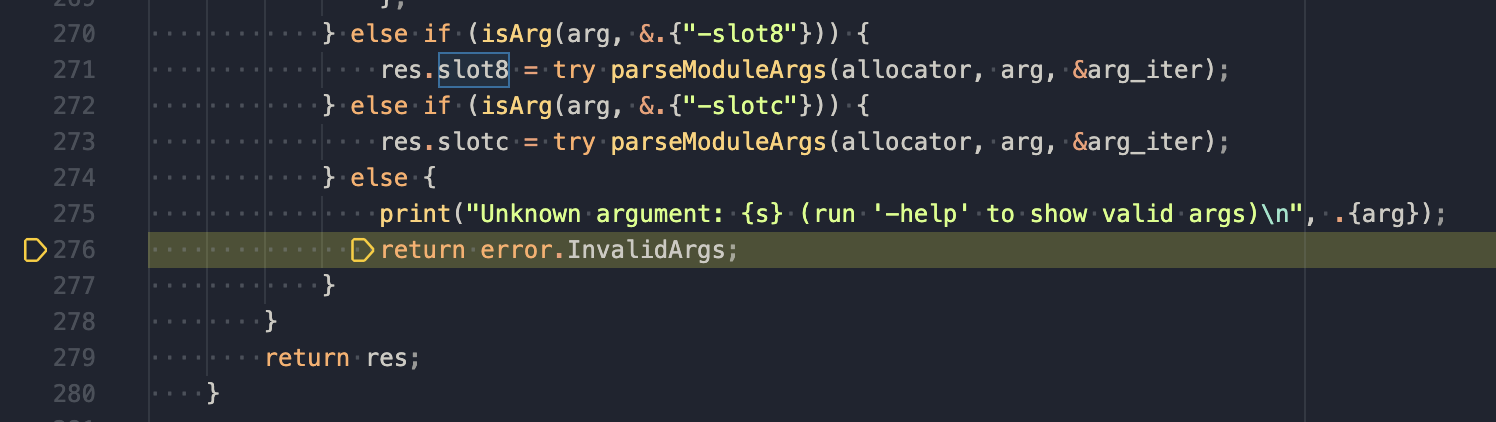 270 } else if (isArg(arg, &.{"-slot8"})) {
271 res.slot8 = try parseModuleArgs(allocator, arg, &arg_iter);
272 } else if (isArg(arg, &.{"-slotc"})) {
273 res.slotc = try parseModuleArgs(allocator, arg, &arg_iter);
274 } else {
275 print("Unknown argument: {s} (run '-help' to show valid args)\n", .{arg});
276 return error.InvalidArgs;
277 }
278 }
279 return res;
280 }